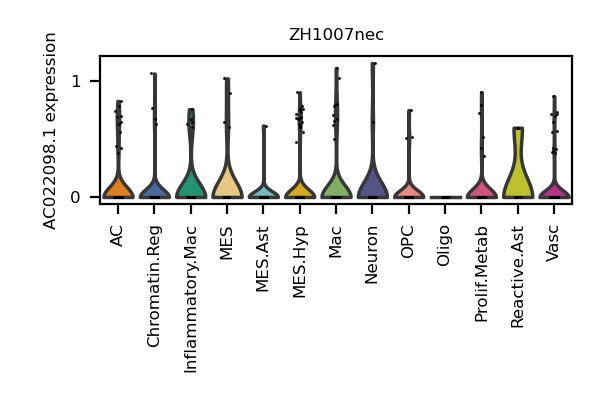 ZH1007nec
AC022098.1 expression
1
0
AC
Chromatin.Reg
Inflammatory.Mac
MES
MES.Ast
MES.Hyp
Mac
Neuron
OPC
Oligo
Prolif.Metab
Reactive.Ast
Vasc